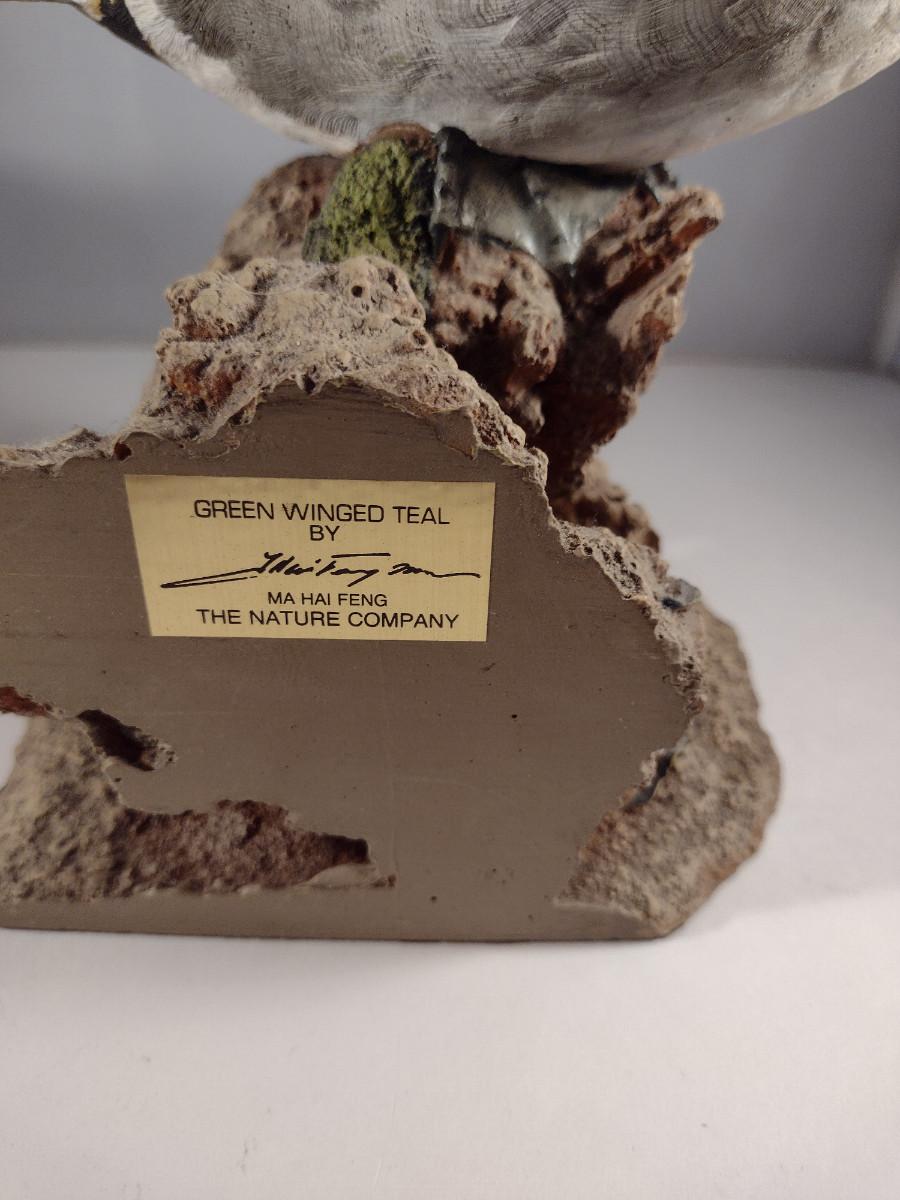 GREEN WINGED TEAL
BY
MA HAI FENG
THE NATURE COMPANY